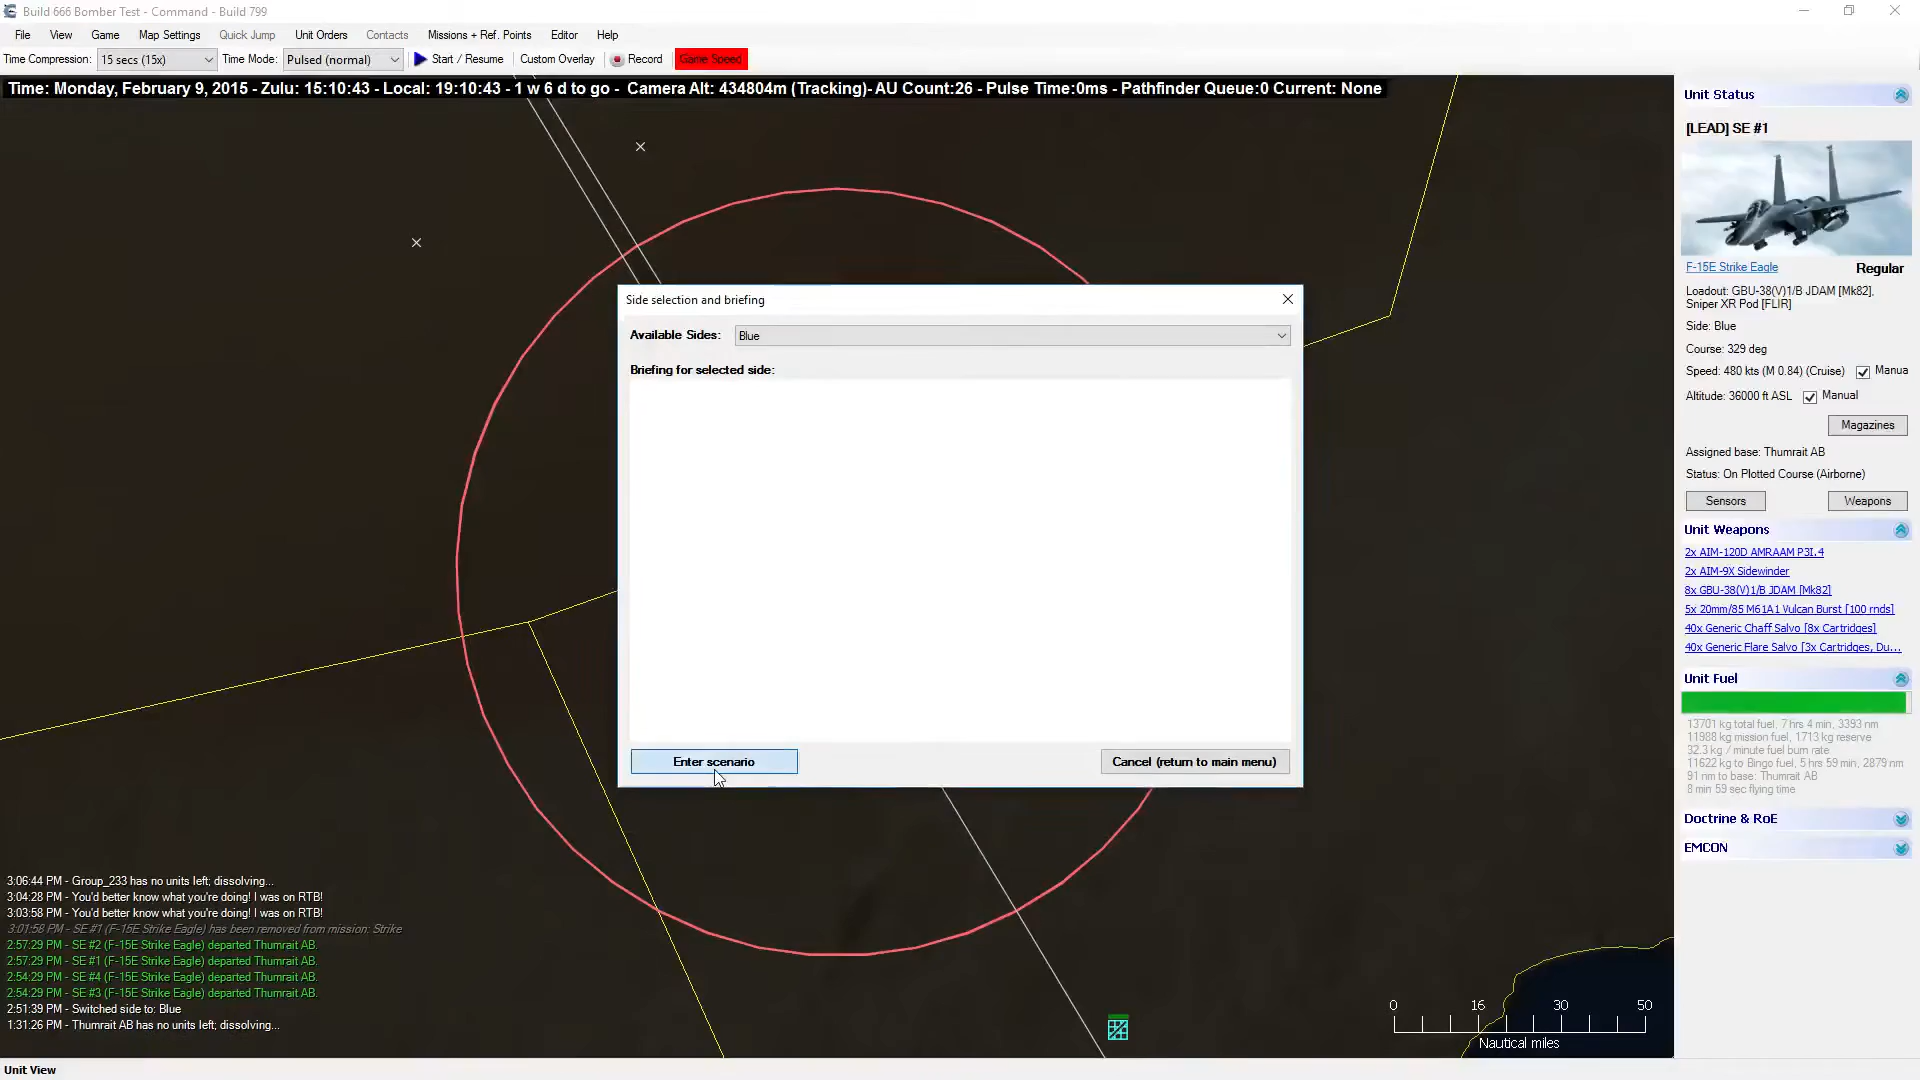 Build 666 Bomber Test - Command - Build 799
File View Game Map Settings Quick Jump Unit Orders Contacts Missions + Ref. Points Editor Help
Time Compression: 15 secs (15x) Time Mode: Pulsed (normal) Start / Resume Custom Overlay Record Game Speed
Time: Monday, February 9, 2015 - Zulu: 15:10:43 - Local: 19:10:43 - 1 w 6 d to go - Camera Alt: 434804m (Tracking)- AU Count:26 - Pulse Time:0ms - Pathfinder Queue:0 Current: None
Side selection and briefing
Available Sides: Blue
Briefing for selected side:
Enter scenario Cancel (return to main menu)
3:06:44 PM - Group_233 has no units left; dissolving...
3:04:28 PM - You'd better know what you're doing! I was on RTB!
3:03:58 PM - You'd better know what you're doing! I was on RTB!
3:01:58 PM - SE #1 (F-15E Strike Eagle) has been removed from mission: Strike
2:57:29 PM - SE #2 (F-15E Strike Eagle) departed Thumrait AB.
2:57:29 PM - SE #1 (F-15E Strike Eagle) departed Thumrait AB.
2:54:29 PM - SE #4 (F-15E Strike Eagle) departed Thumrait AB.
2:54:29 PM - SE #3 (F-15E Strike Eagle) departed Thumrait AB.
2:51:39 PM - Switched side to: Blue
1:31:26 PM - Thumrait AB has no units left; dissolving...
0 16 30 50
Nautical miles
Unit View
Unit Status
[LEAD] SE #1
F-15E Strike Eagle Regular
Loadout: GBU-38(V)1/B JDAM [Mk82],
Sniper XR Pod [FLIR]
Side: Blue
Course: 329 deg
Speed: 480 kts (M 0.84) (Cruise) Manua
Altitude: 36000 ft ASL Manual
Magazines
Assigned base: Thumrait AB
Status: On Plotted Course (Airborne)
Sensors Weapons
Unit Weapons
2x AIM-120D AMRAAM P3I.4
2x AIM-9X Sidewinder
8x GBU-38(V)1/B JDAM [Mk82]
5x 20mm/85 M61A1 Vulcan Burst [100 rnds]
40x Generic Chaff Salvo [8x Cartridges]
40x Generic Flare Salvo [3x Cartridges, Du...
Unit Fuel
13701 kg total fuel, 7 hrs 4 min, 3393 nm
11988 kg mission fuel, 1713 kg reserve
32.3 kg / minute fuel burn rate
11622 kg to Bingo fuel, 5 hrs 59 min, 2879 nm
91 nm to base: Thumrait AB
8 min 59 sec flying time
Doctrine & RoE
EMCON